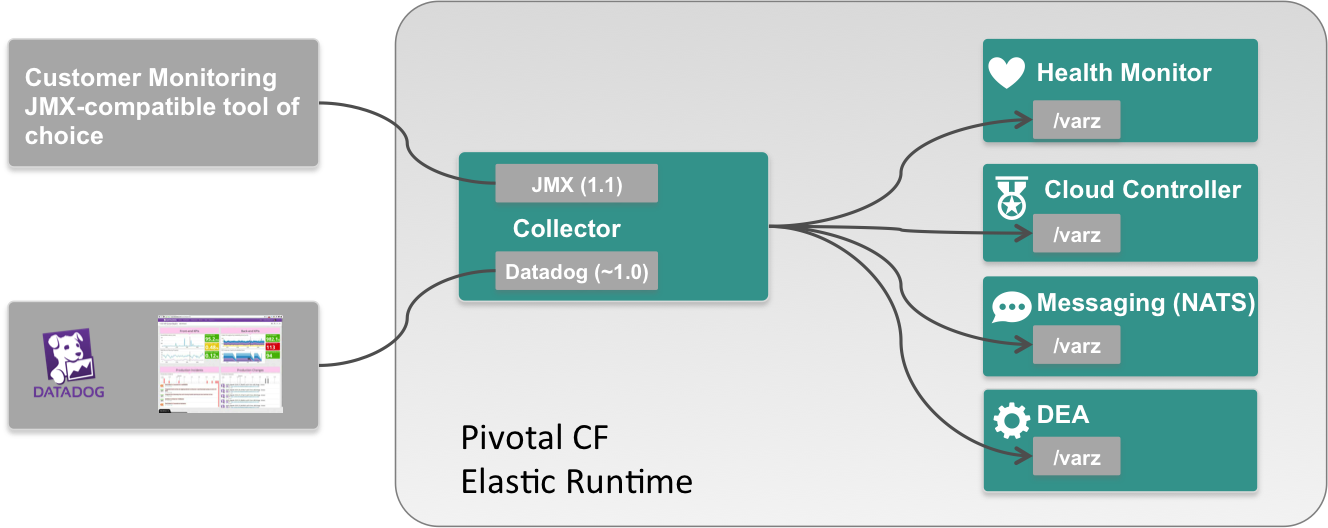 Customer Monitoring
JMX-compatible tool of
choice
DATADOG
JMX (1.1)
Collector
Datadog (~1.0)
Pivotal CF
Elastic Runtime
Health Monitor
/varz
Cloud Controller
/varz
Messaging (NATS)
/varz
DEA
/varz